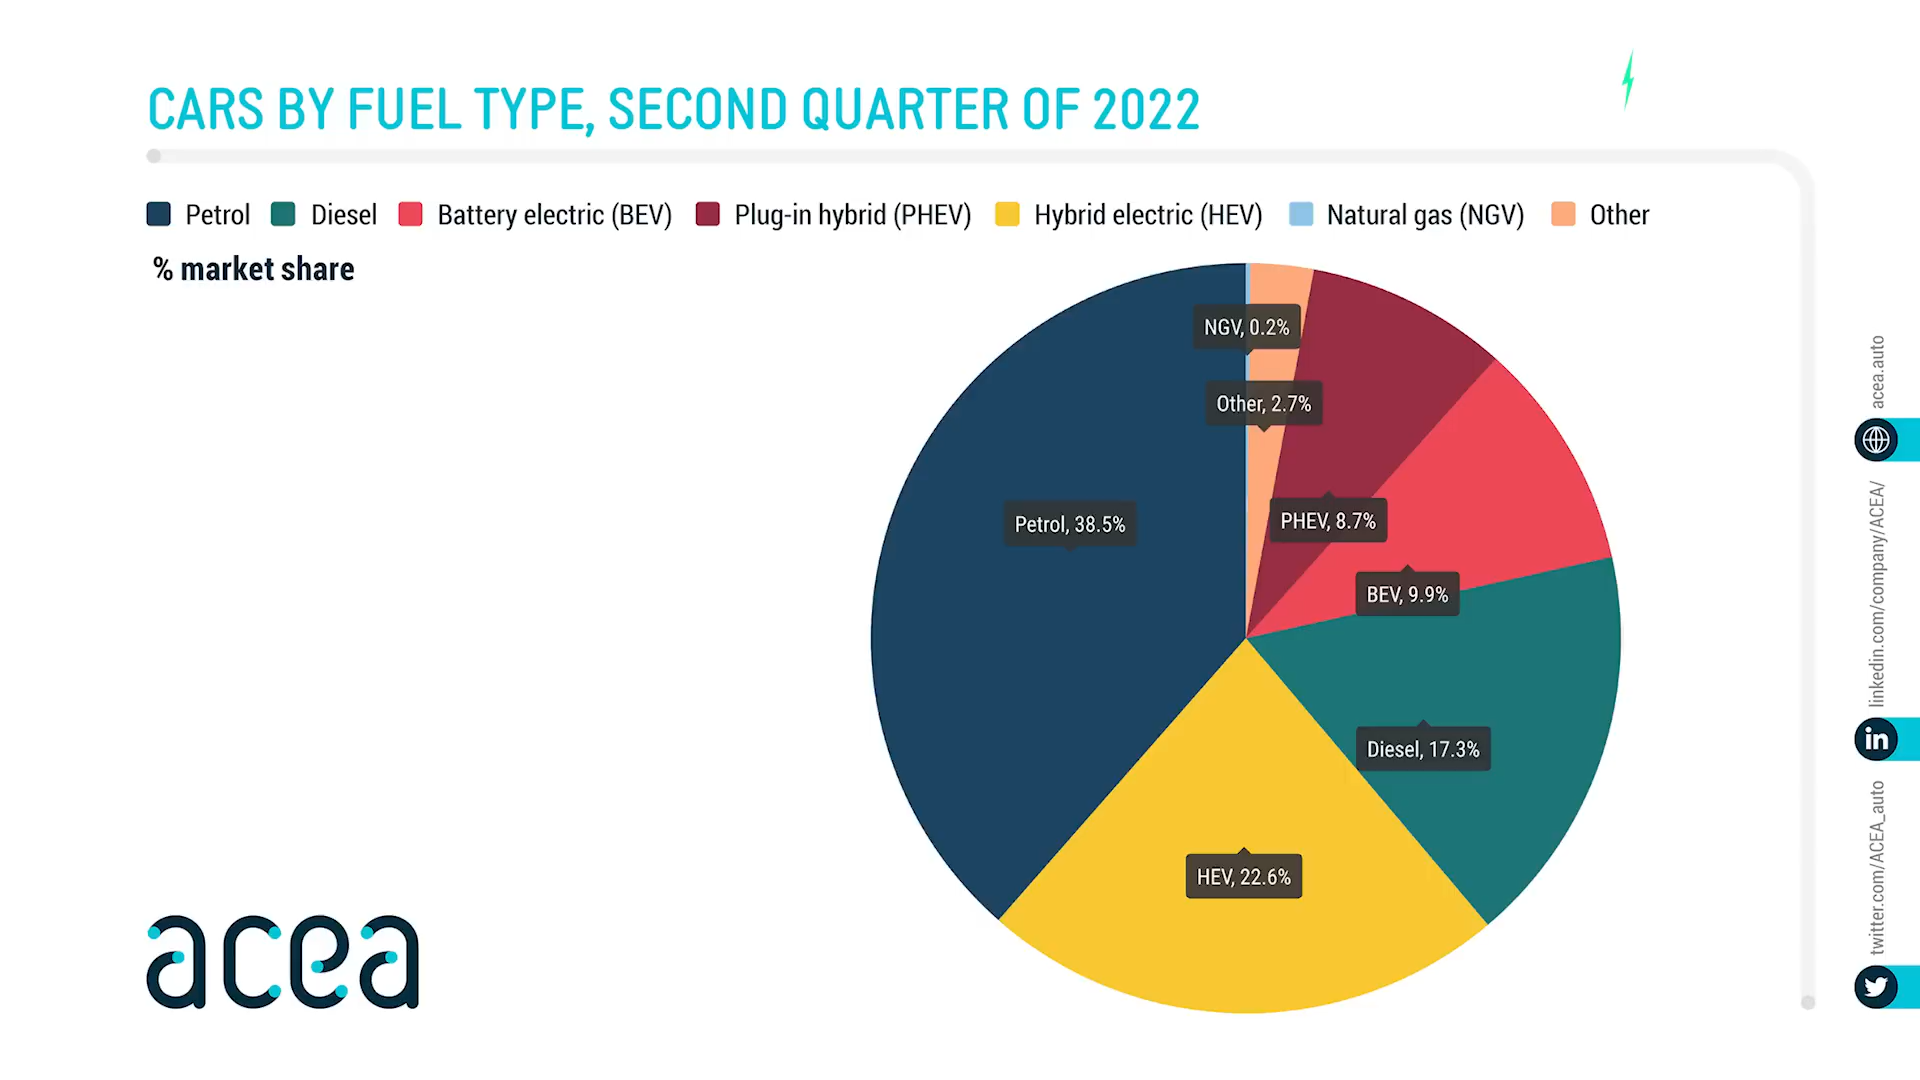 CARS BY FUEL TYPE, SECOND QUARTER OF 2022
Petrol Diesel Battery electric (BEV) Plug-in hybrid (PHEV) Hybrid electric (HEV) Natural gas (NGV) Other
% market share
NGV, 0.2%
Other, 2.7%
Petrol, 38.5%
PHEV, 8.7%
BEV, 9.9%
Diesel, 17.3%
HEV, 22.6%
acea
acea.auto
linkedin.com/company/ACEA/
in
twitter.com/ACEA_auto